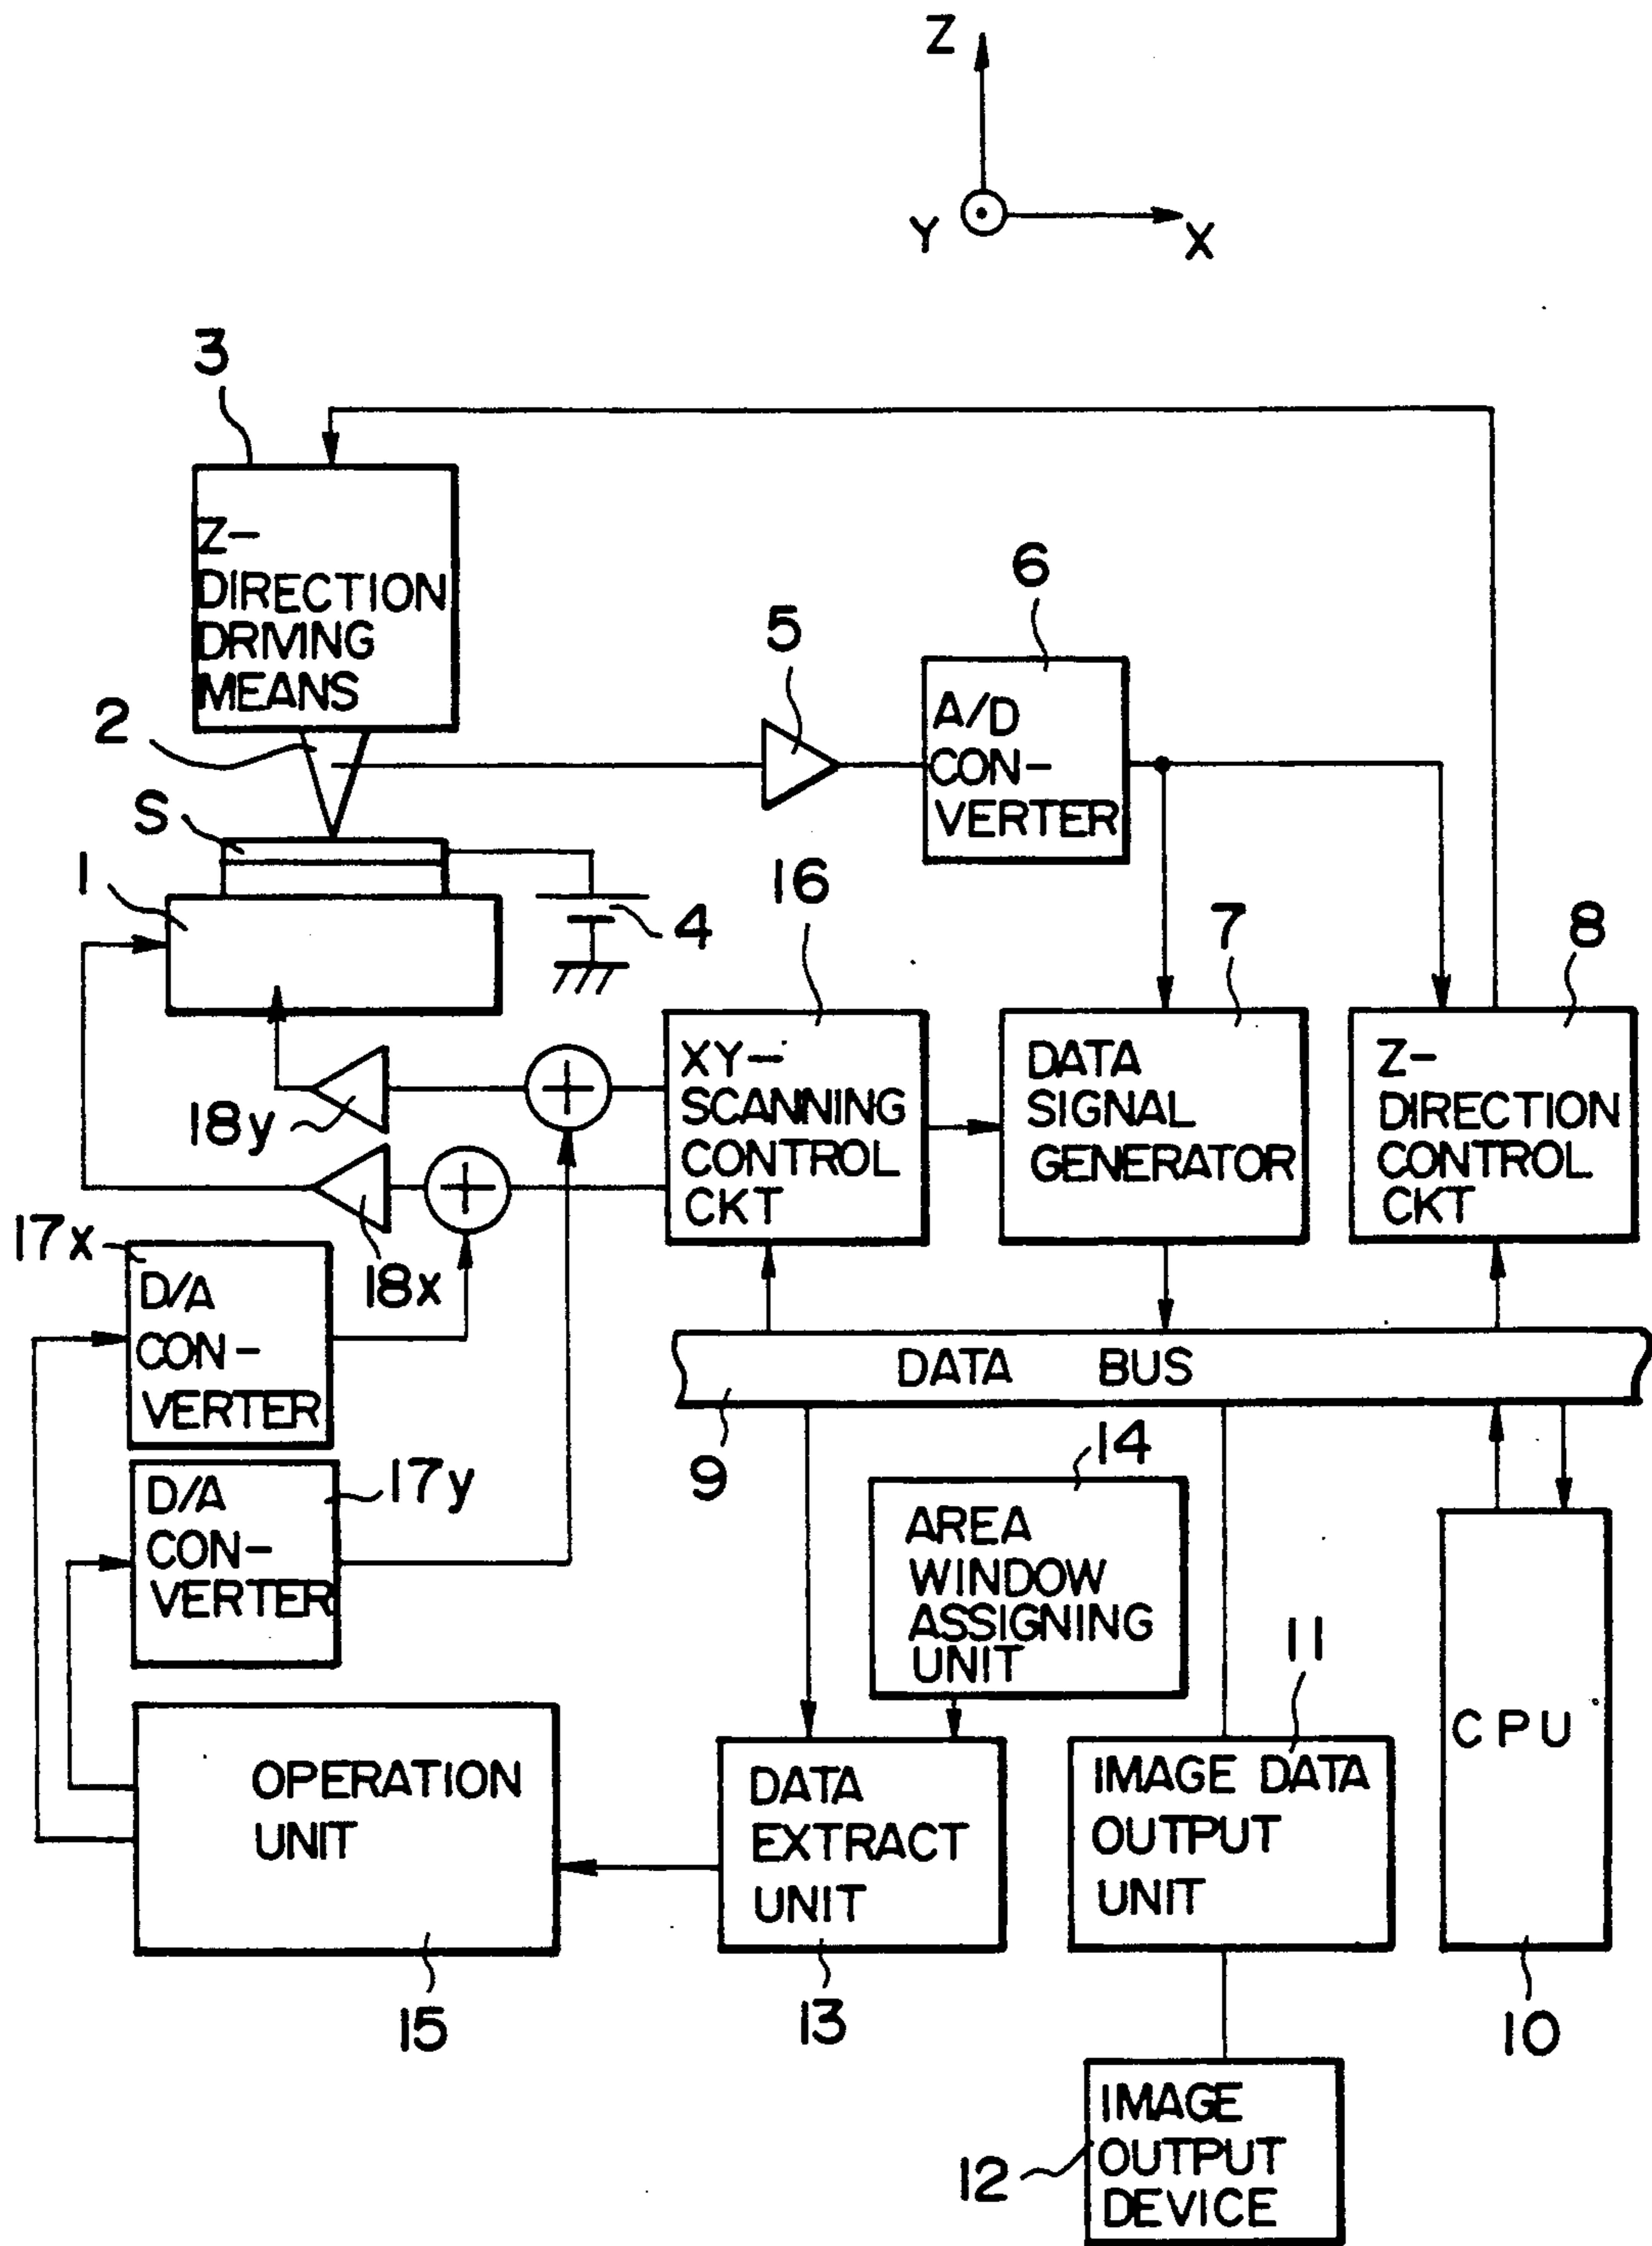 Z
Y
X
3
Z-
DIRECTION
DRIVING
MEANS
2
5
6
A/D
CON-
VERTER
S
1
4
16
7
8
XY-
SCANNING
CONTROL
CKT
DATA
SIGNAL
GENERATOR
Z-
DIRECTION
CONTROL
CKT
18y
18x
17x
D/A
CON-
VERTER
DATA BUS
9
17y
D/A
CON-
VERTER
14
AREA
WINDOW
ASSIGNING
UNIT
11
CPU
OPERATION
UNIT
DATA
EXTRACT
UNIT
IMAGE DATA
OUTPUT
UNIT
15
13
10
12
IMAGE
OUTPUT
DEVICE